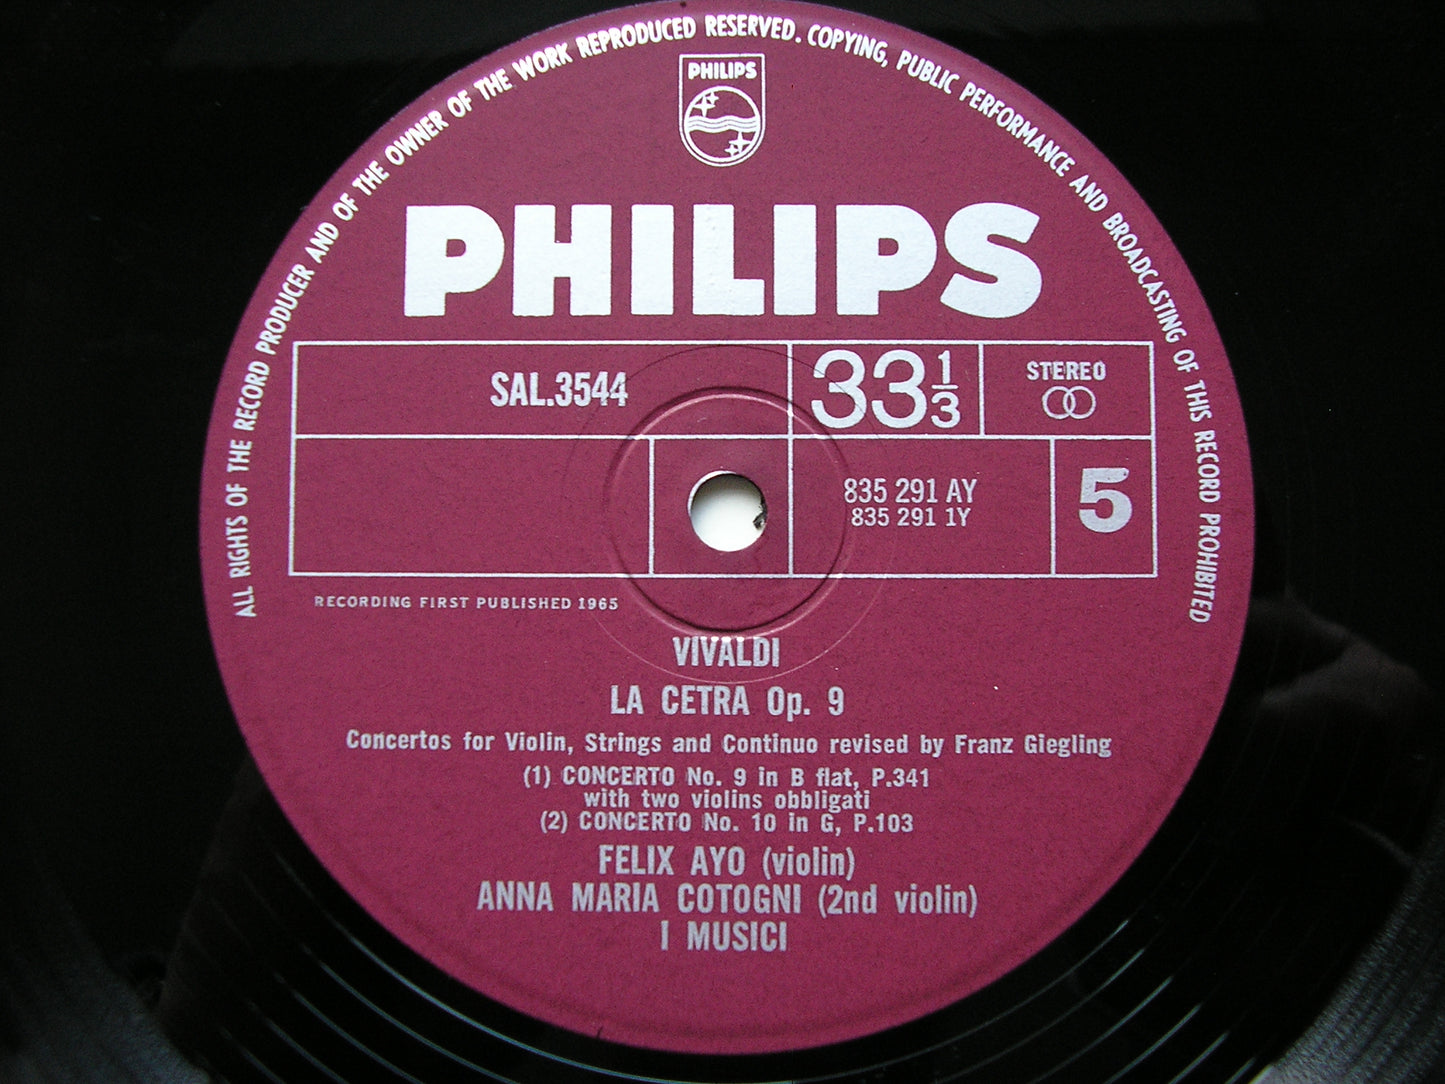 ALL RIGHTS OF THE RECORD PRODUCER AND OF THE OWNER OF THE WORK REPRODUCED RESERVED. COPYING, PUBLIC PERFORMANCE AND BROADCASTING OF THIS RECORD PROHIBITED
PHILIPS
PHILIPS
SAL.3544
33 1/3
STEREO
835 291 AY
835 291 1Y
5
RECORDING FIRST PUBLISHED 1965
VIVALDI
LA CETRA Op. 9
Concertos for Violin, Strings and Continuo revised by Franz Giegling
(1) CONCERTO No. 9 in B flat, P.341
with two violins obbligati
(2) CONCERTO No. 10 in G, P.103
FELIX AYO (violin)
ANNA MARIA COTOGNI (2nd violin)
I MUSICI